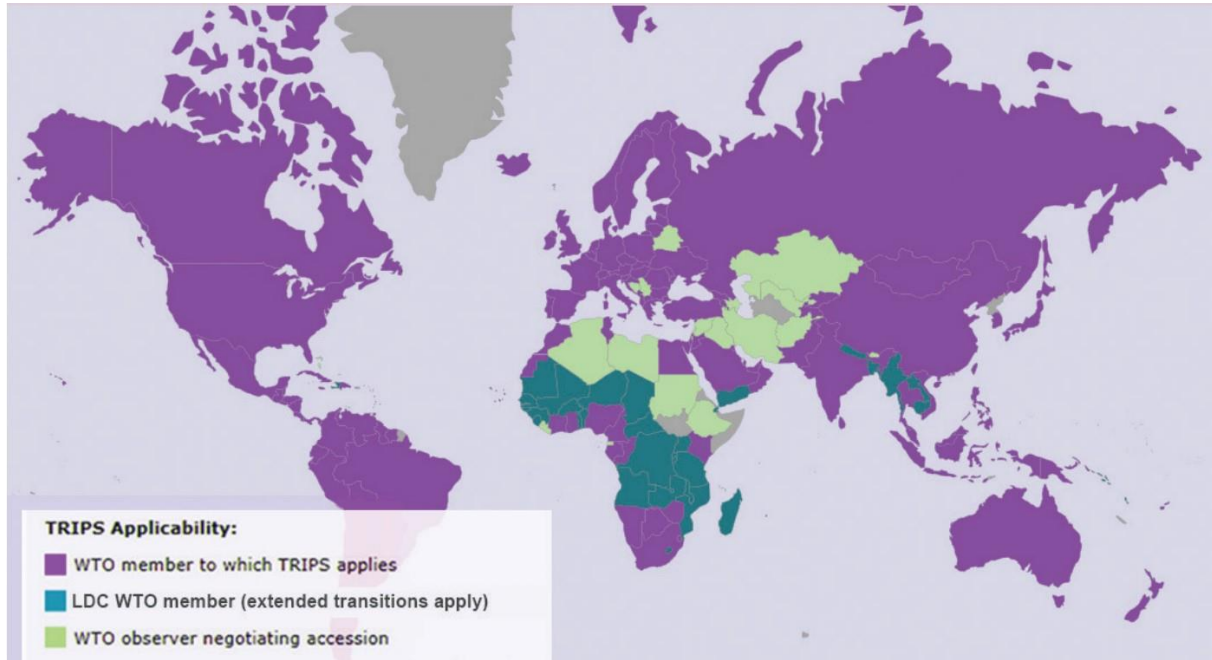 TRIPS Applicability:
WTO member to which TRIPS applies
LDC WTO member (extended transitions apply)
WTO observer negotiating accession